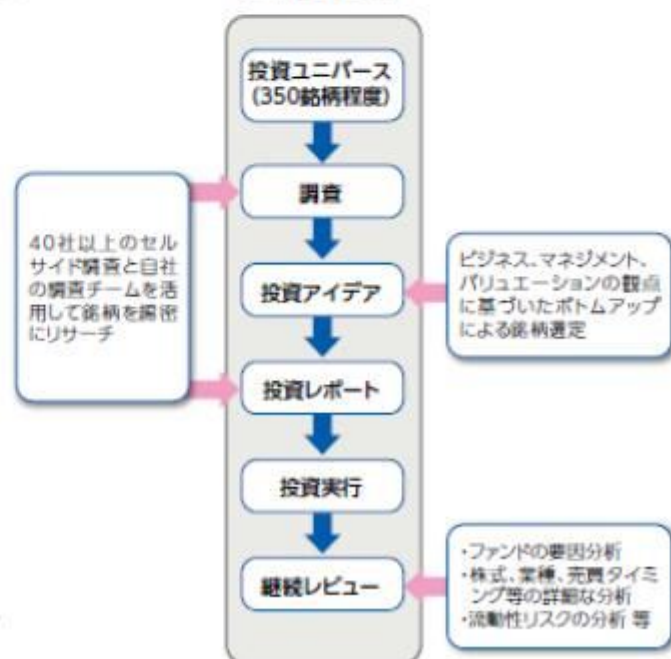 投資ユニバース
(350銘柄程度)
調査
40社以上のセル
サイド調査と自社
の調査チームを活
用して銘柄を綿密
にリサーチ
投資アイデア
ビジネス、マネジメント、
バリュエーションの観点
に基づいたボトムアップ
による銘柄選定
投資レポート
投資実行
継続レビュー
・ファンドの要因分析
・株式、業種、売買タイミ
ング等の詳細な分析
・流動性リスクの分析 等